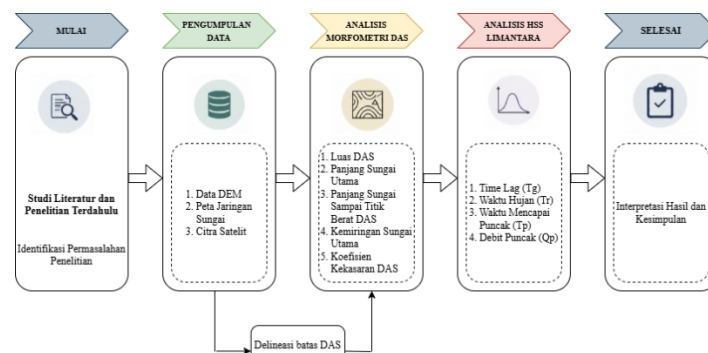 MULAI
Studi Literatur dan
Penelitian Terdahulu
Identifikasi Permasalahan
Penelitian
PENGUMPULAN
DATA
1. Data DEM
2. Peta Jaringan
Sungai
3. Citra Satelit
Delineasi batas DAS
ANALISIS
MORFOMETRI DAS
1. Luas DAS
2. Panjang Sungai
Utama
3. Panjang Sungai
Sampai Titik
Berat DAS
4. Kemiringan Sungai
Utama
5. Koefisien
Kekasaran DAS
ANALISIS HSS
LIMANTARA
1. Time Lag (Tg)
2. Waktu Hujan (Tr)
3. Waktu Mencapai
Puncak (Tp)
4. Debit Puncak (Qp)
SELESAI
Interpretasi Hasil dan
Kesimpulan